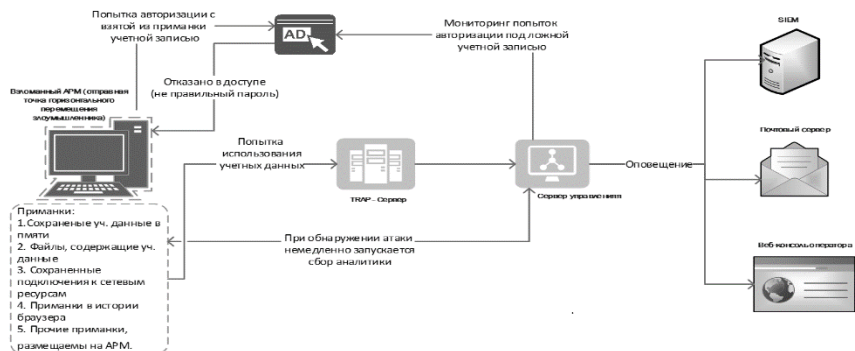 Попытка авторизации с
взятой из приманки
учетной записью
AD
Мониторинг попыток
авторизации под ложной
учетной записью
SIEM
Отказано в доступе
(не правильный пароль)
Взломанный АРМ (отправная
точка горизонтального
перемещения
злоумышленника)
Попытка
использования
учетных данных
TRAP - Сервер
Сервер управления
Оповещение
Почтовый сервер
Приманки:
1.Сохраненые уч. данные в
пмяти
2. Файлы, содержащие уч.
данные
3. Сохраненные
подключения к сетевым
ресурсам
4. Приманки в истории
браузера
5. Прочие приманки,
размещаемы на АРМ.
При обнаружении атаки
немедленно запускается
сбор аналитики
Веб консоль оператора